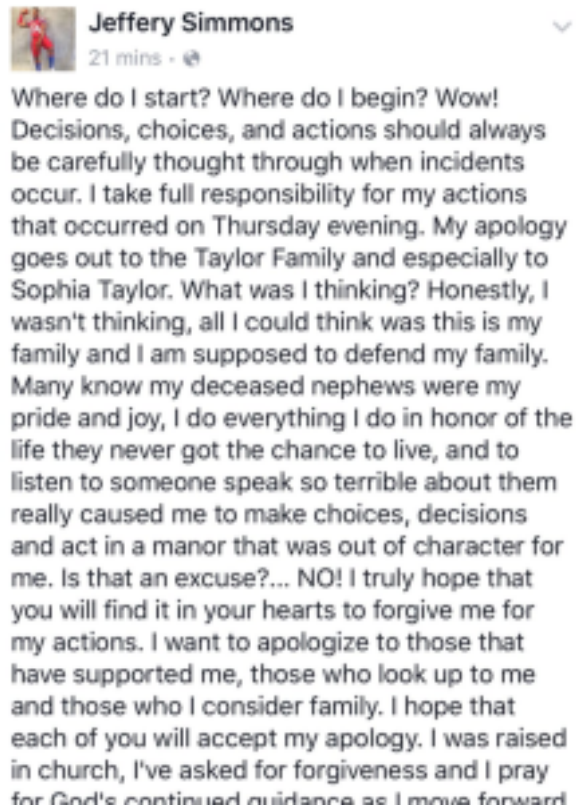 Jeffery Simmons
21 mins ·
Where do I start? Where do I begin? Wow!
Decisions, choices, and actions should always
be carefully thought through when incidents
occur. I take full responsibility for my actions
that occurred on Thursday evening. My apology
goes out to the Taylor Family and especially to
Sophia Taylor. What was I thinking? Honestly, I
wasn't thinking, all I could think was this is my
family and I am supposed to defend my family.
Many know my deceased nephews were my
pride and joy, I do everything I do in honor of the
life they never got the chance to live, and to
listen to someone speak so terrible about them
really caused me to make choices, decisions
and act in a manor that was out of character for
me. Is that an excuse?... NO! I truly hope that
you will find it in your hearts to forgive me for
my actions. I want to apologize to those that
have supported me, those who look up to me
and those who I consider family. I hope that
each of you will accept my apology. I was raised
in church, I've asked for forgiveness and I pray
for God's continued guidance as I move forward